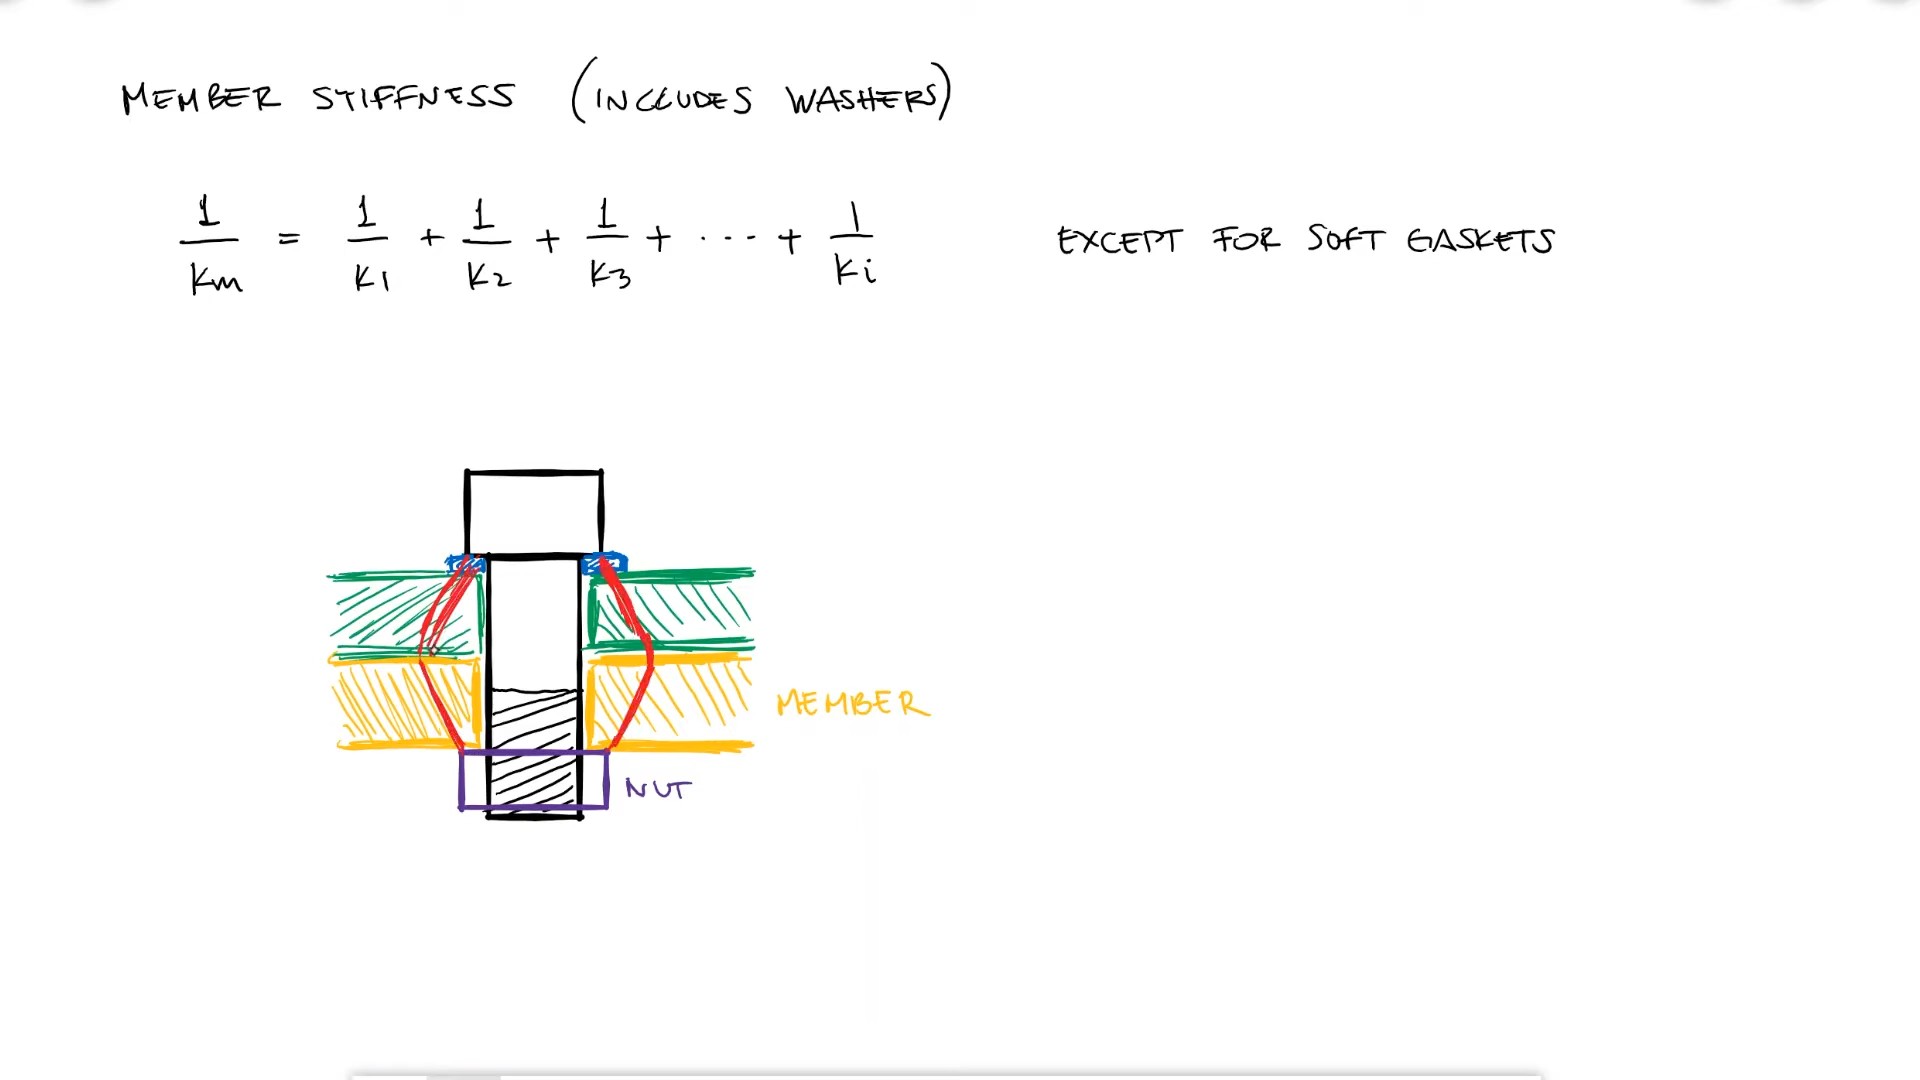 MEMBER STIFFNESS (INCLUDES WASHERS)
1/Km = 1/K1 + 1/K2 + 1/K3 + ... + 1/Ki
EXCEPT FOR SOFT GASKETS
MEMBER
NUT